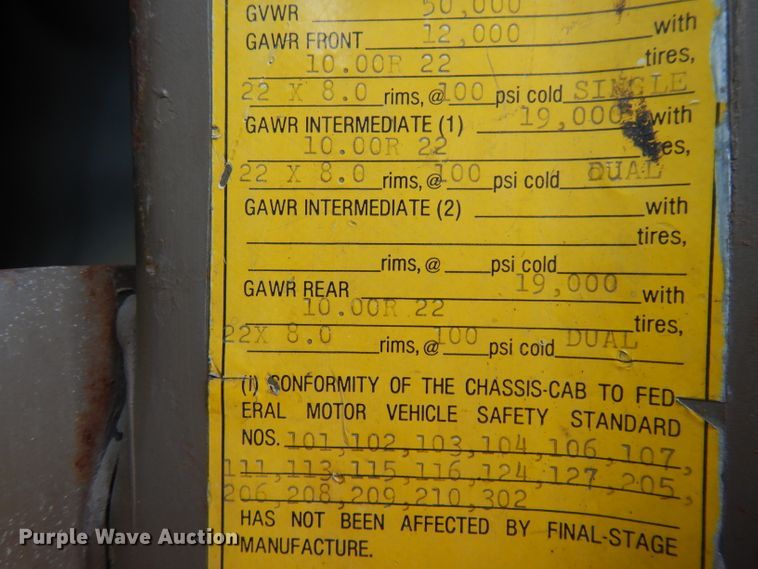 GVWR 50,000
GAWR FRONT 12,000 with
10.00R 22 tires,
22 X 8.0 rims, @ 100 psi cold SINGLE
GAWR INTERMEDIATE (1) 19,000 with
10.00R 22 tires,
22 X 8.0 rims, @ 100 psi cold DUAL
GAWR INTERMEDIATE (2) with
tires,
rims, @ psi cold
GAWR REAR 19,000 with
10.00R 22 tires,
22X 8.0 rims, @ 100 psi cold DUAL
(I) CONFORMITY OF THE CHASSIS-CAB TO FED-
ERAL MOTOR VEHICLE SAFETY STANDARD
NOS. 101,102,103,104,106,107,
111,113,115,116,124,127,205,
206,208,209,210,302
HAS NOT BEEN AFFECTED BY FINAL-STAGE
MANUFACTURE.
Purple Wave Auction